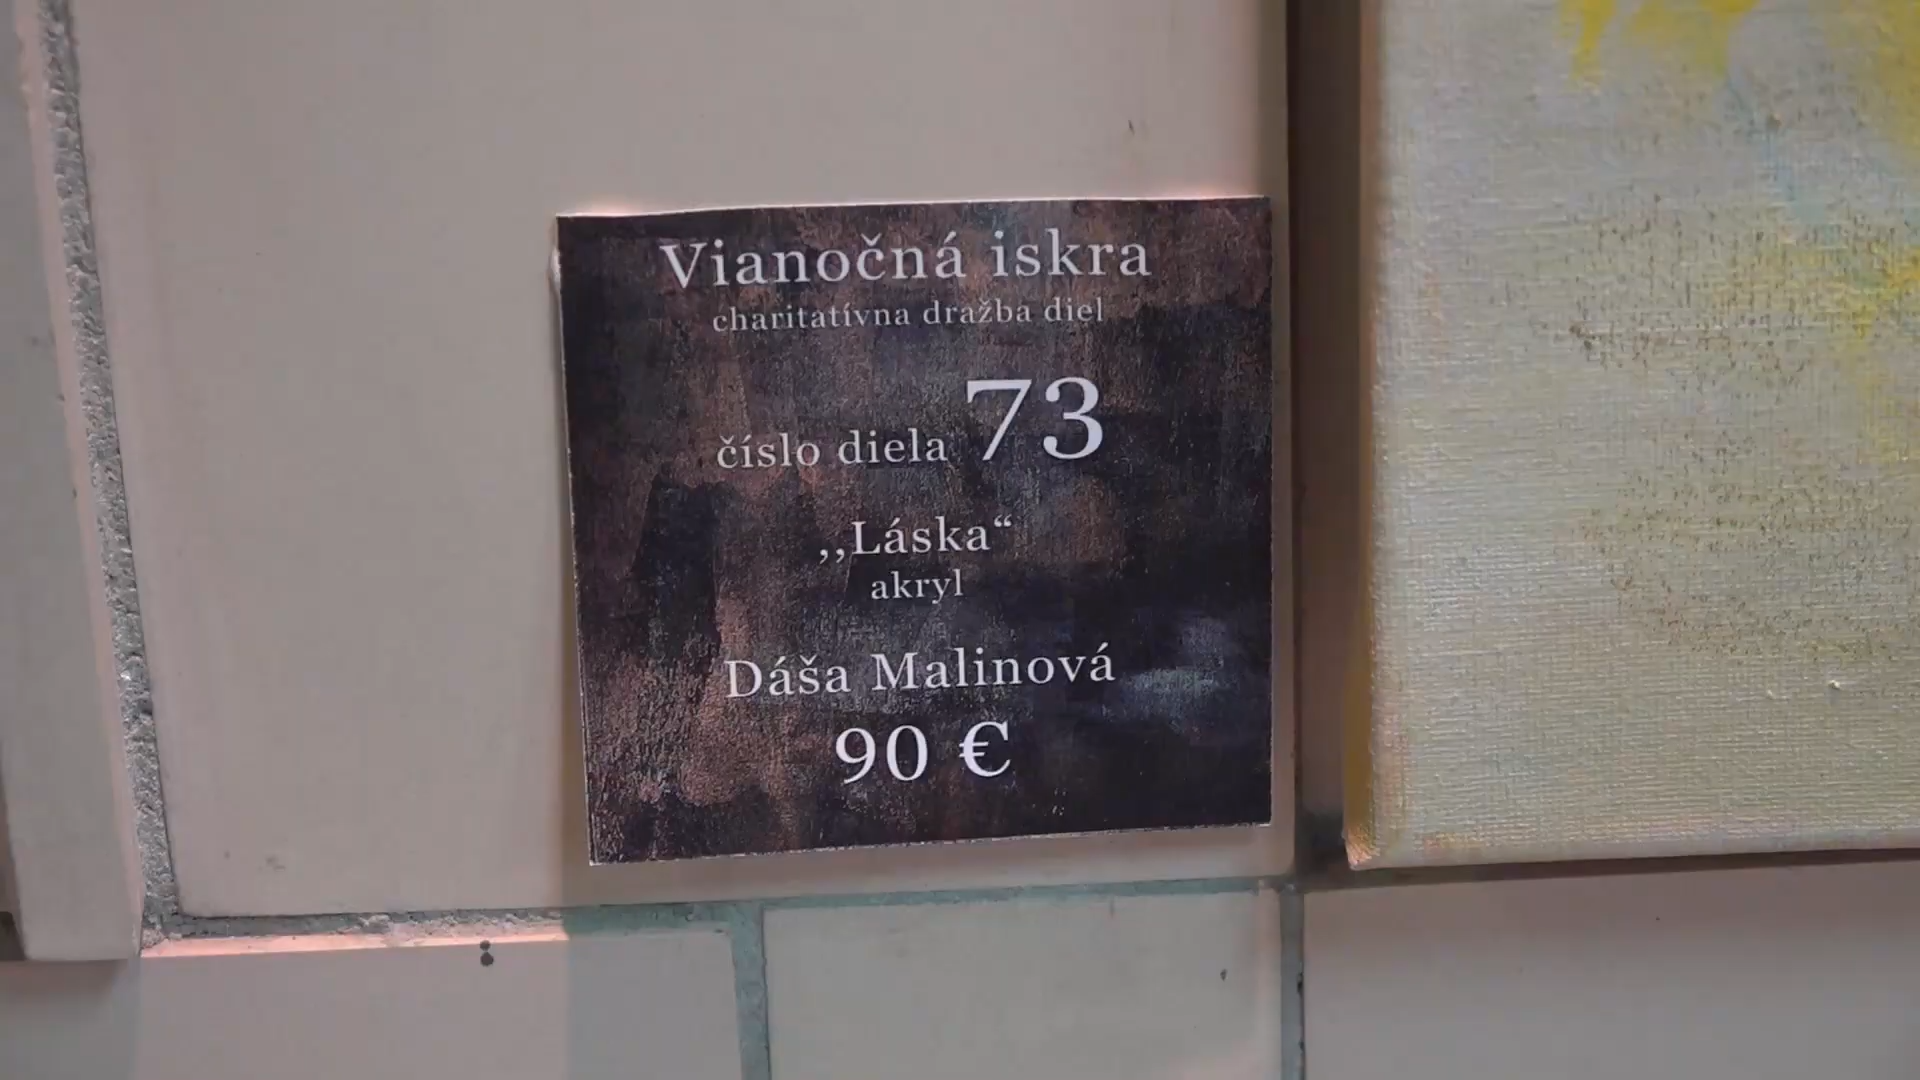 Vianočná iskra
charitatívna dražba diel
číslo diela 73
,,Láska“
akryl
Dáša Malinová
90 €